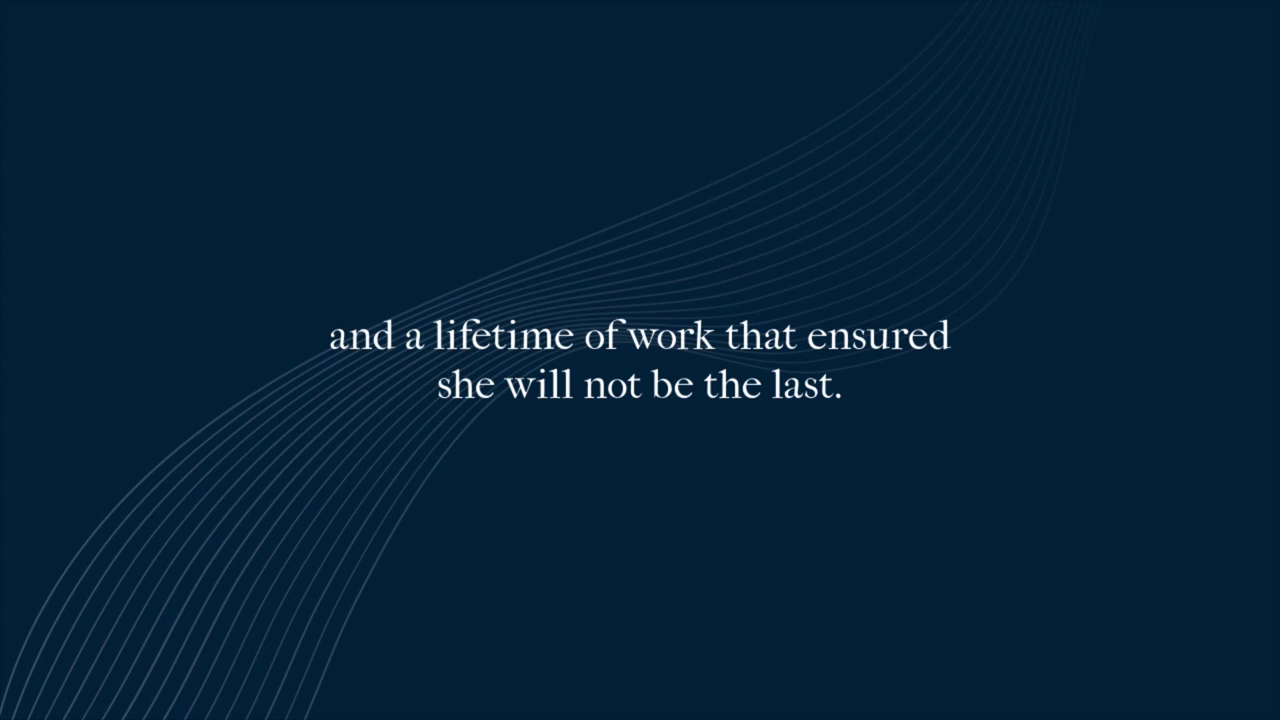 and a lifetime of work that ensured
she will not be the last.